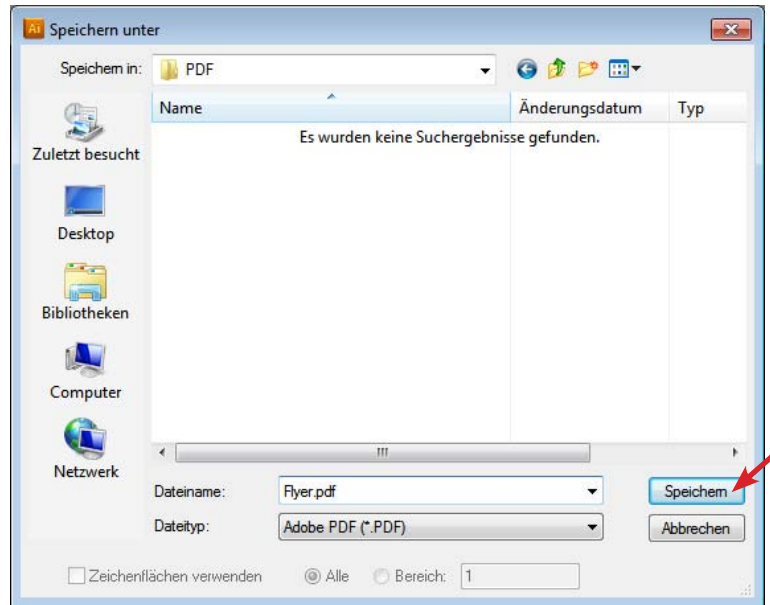 Ai Speichern unter
Speichern in: PDF
Name Änderungsdatum Typ
Es wurden keine Suchergebnisse gefunden.
Zuletzt besucht
Desktop
Bibliotheken
Computer
Netzwerk
Dateiname: Flyer.pdf Speichern
Dateityp: Adobe PDF (*.PDF) Abbrechen
Zeichenflächen verwenden Alle Bereich: 1